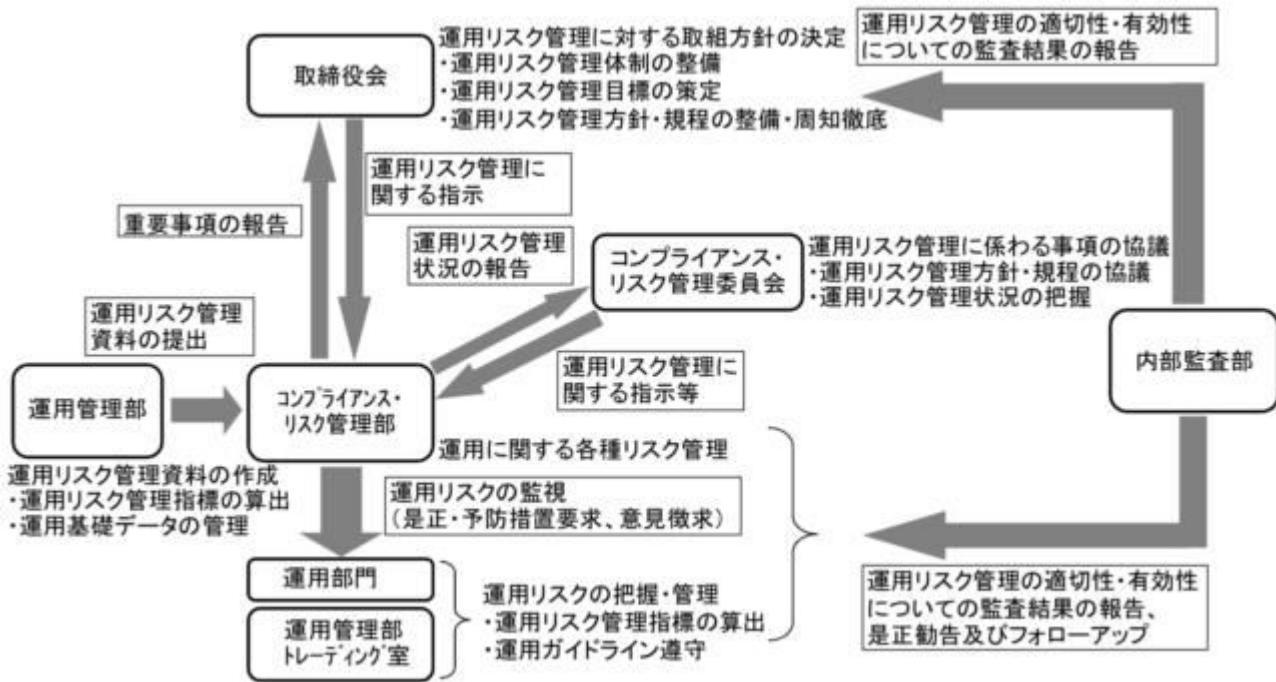 取締役会
運用リスク管理に対する取組方針の決定
・運用リスク管理体制の整備
・運用リスク管理目標の策定
・運用リスク管理方針・規程の整備・周知徹底
運用リスク管理の適切性・有効性
についての監査結果の報告
運用リスク管理に
関する指示
重要事項の報告
運用リスク管理
状況の報告
コンプライアンス・
リスク管理委員会
運用リスク管理に係わる事項の協議
・運用リスク管理方針・規程の協議
・運用リスク管理状況の把握
運用リスク管理
資料の提出
運用リスク管理に
関する指示等
内部監査部
運用管理部
コンプライアンス・
リスク管理部
運用に関する各種リスク管理
運用リスク管理資料の作成
・運用リスク管理指標の算出
・運用基礎データの管理
運用リスクの監視
(是正・予防措置要求、意見徴求)
運用部門
運用管理部
トレーディング室
運用リスクの把握・管理
・運用リスク管理指標の算出
・運用ガイドライン遵守
運用リスク管理の適切性・有効性
についての監査結果の報告、
是正勧告及びフォローアップ